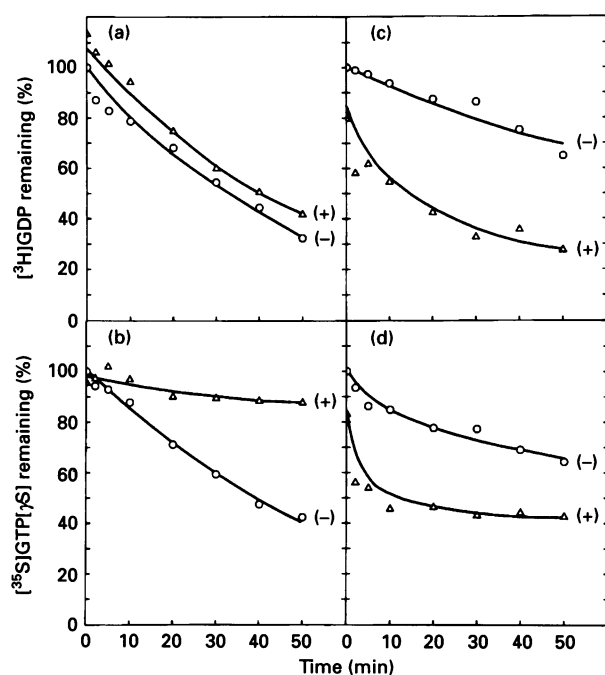 (a)
(c)
[³H]GDP remaining (%)
100
80
60
40
20
0
(+)
(−)
(−)
(+)
(b)
(d)
[³⁵S]GTP[γS] remaining (%)
100
80
60
40
20
0
(+)
(−)
(−)
(+)
0 10 20 30 40 50 0 10 20 30 40 50
Time (min)